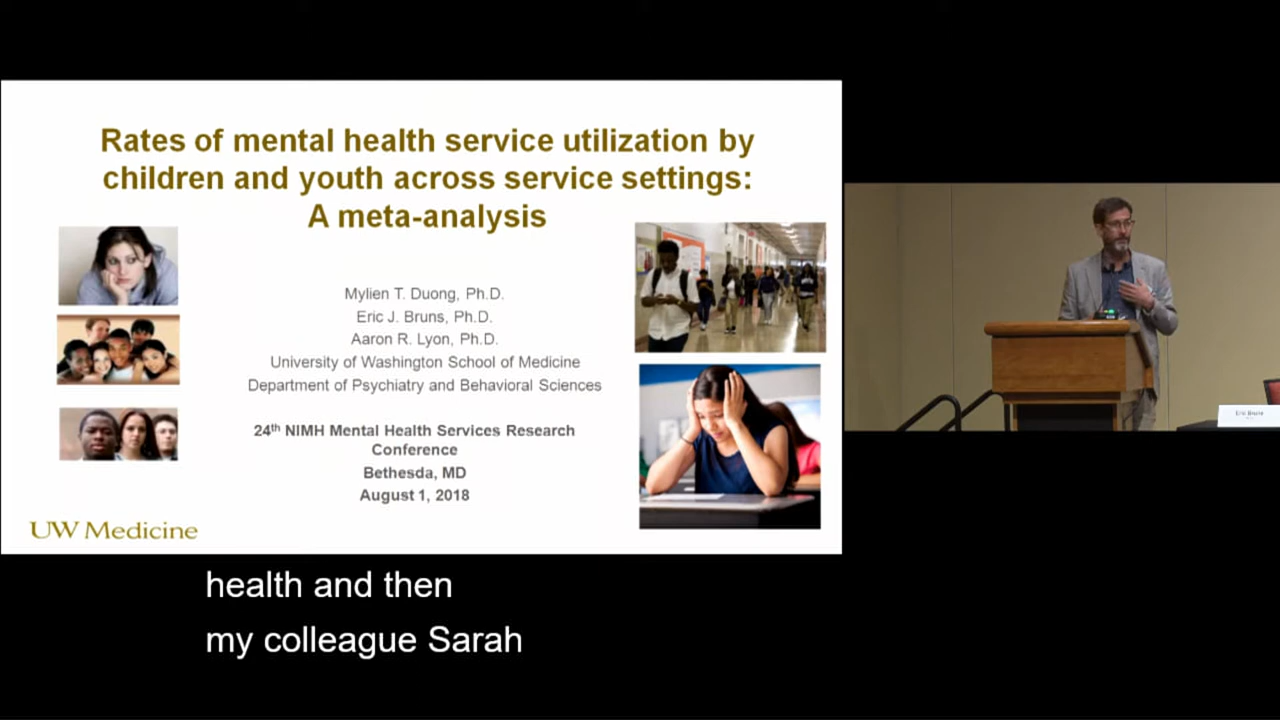 Rates of mental health service utilization by
children and youth across service settings:
A meta-analysis
Mylien T. Duong, Ph.D.
Eric J. Bruns, Ph.D.
Aaron R. Lyon, Ph.D.
University of Washington School of Medicine
Department of Psychiatry and Behavioral Sciences
24th NIMH Mental Health Services Research
Conference
Bethesda, MD
August 1, 2018
UW Medicine
Eric Bruns
health and then
my colleague Sarah